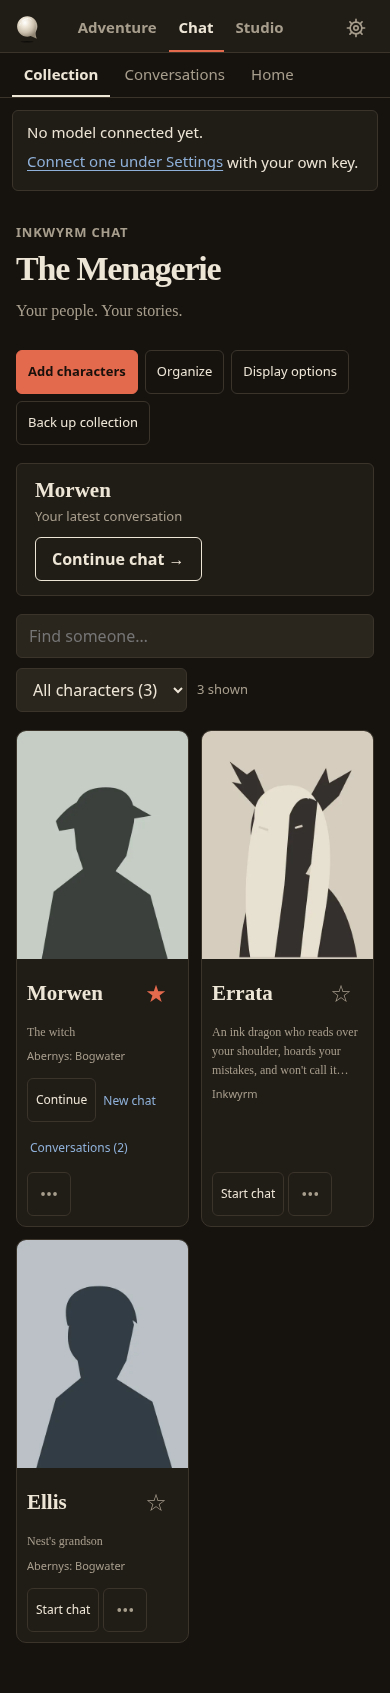 Adventure Chat Studio
Collection Conversations Home
No model connected yet.
Connect one under Settings with your own key.
INKWYRM CHAT
The Menagerie
Your people. Your stories.
Add characters Organize Display options
Back up collection
Morwen
Your latest conversation
Continue chat →
Find someone...
All characters (3) 3 shown
Morwen ★
The witch
Abernys: Bogwater
Continue New chat
Conversations (2)
•••
Errata ☆
An ink dragon who reads over
your shoulder, hoards your
mistakes, and won't call it…
Inkwyrm
Start chat •••
Ellis ☆
Nest's grandson
Abernys: Bogwater
Start chat •••